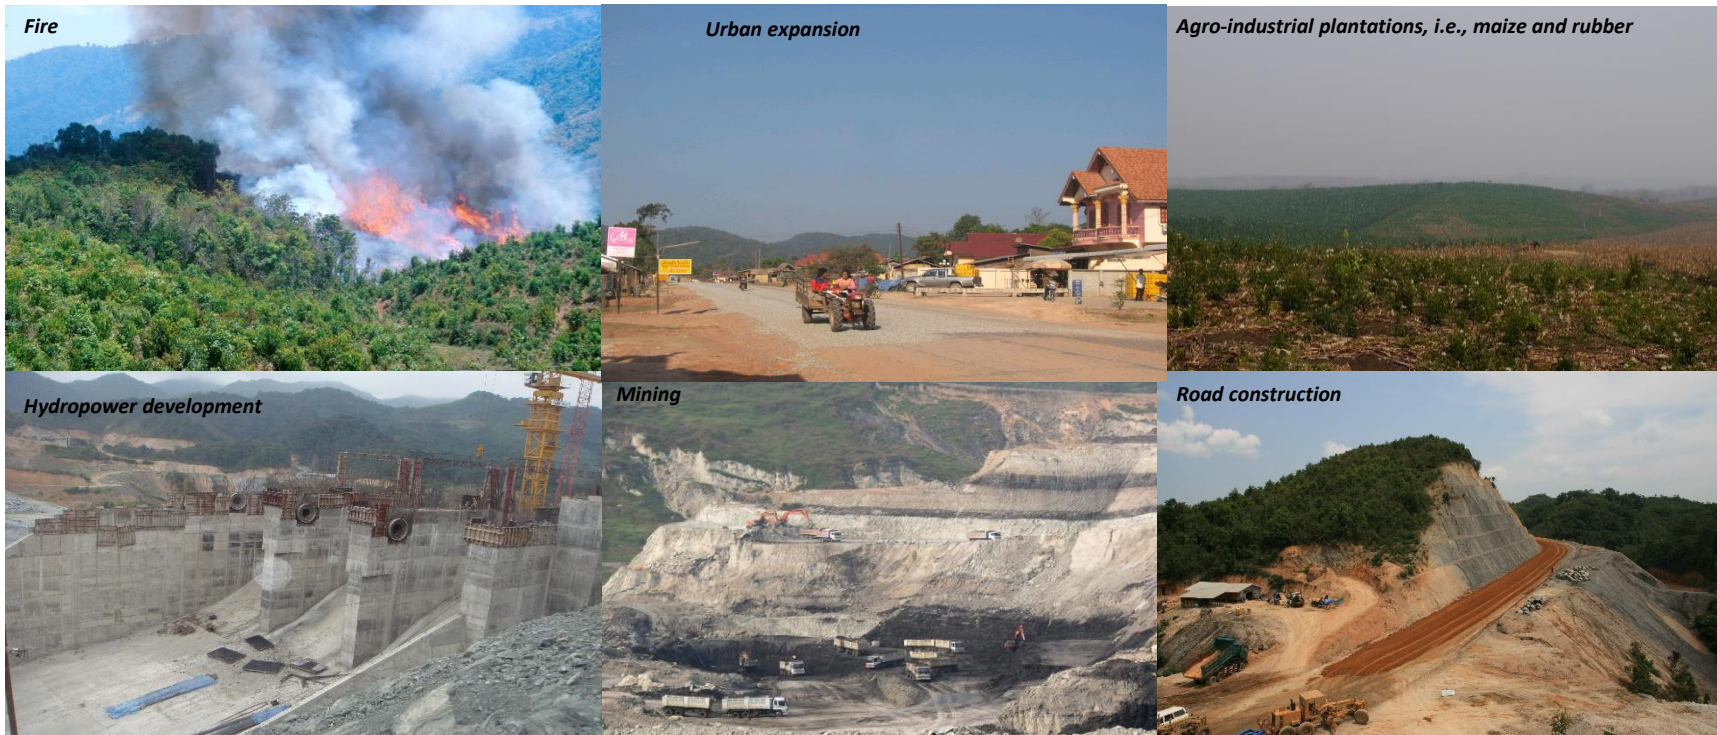 Fire
Urban expansion
Agro-industrial plantations, i.e., maize and rubber
Hydropower development
Mining
Road construction